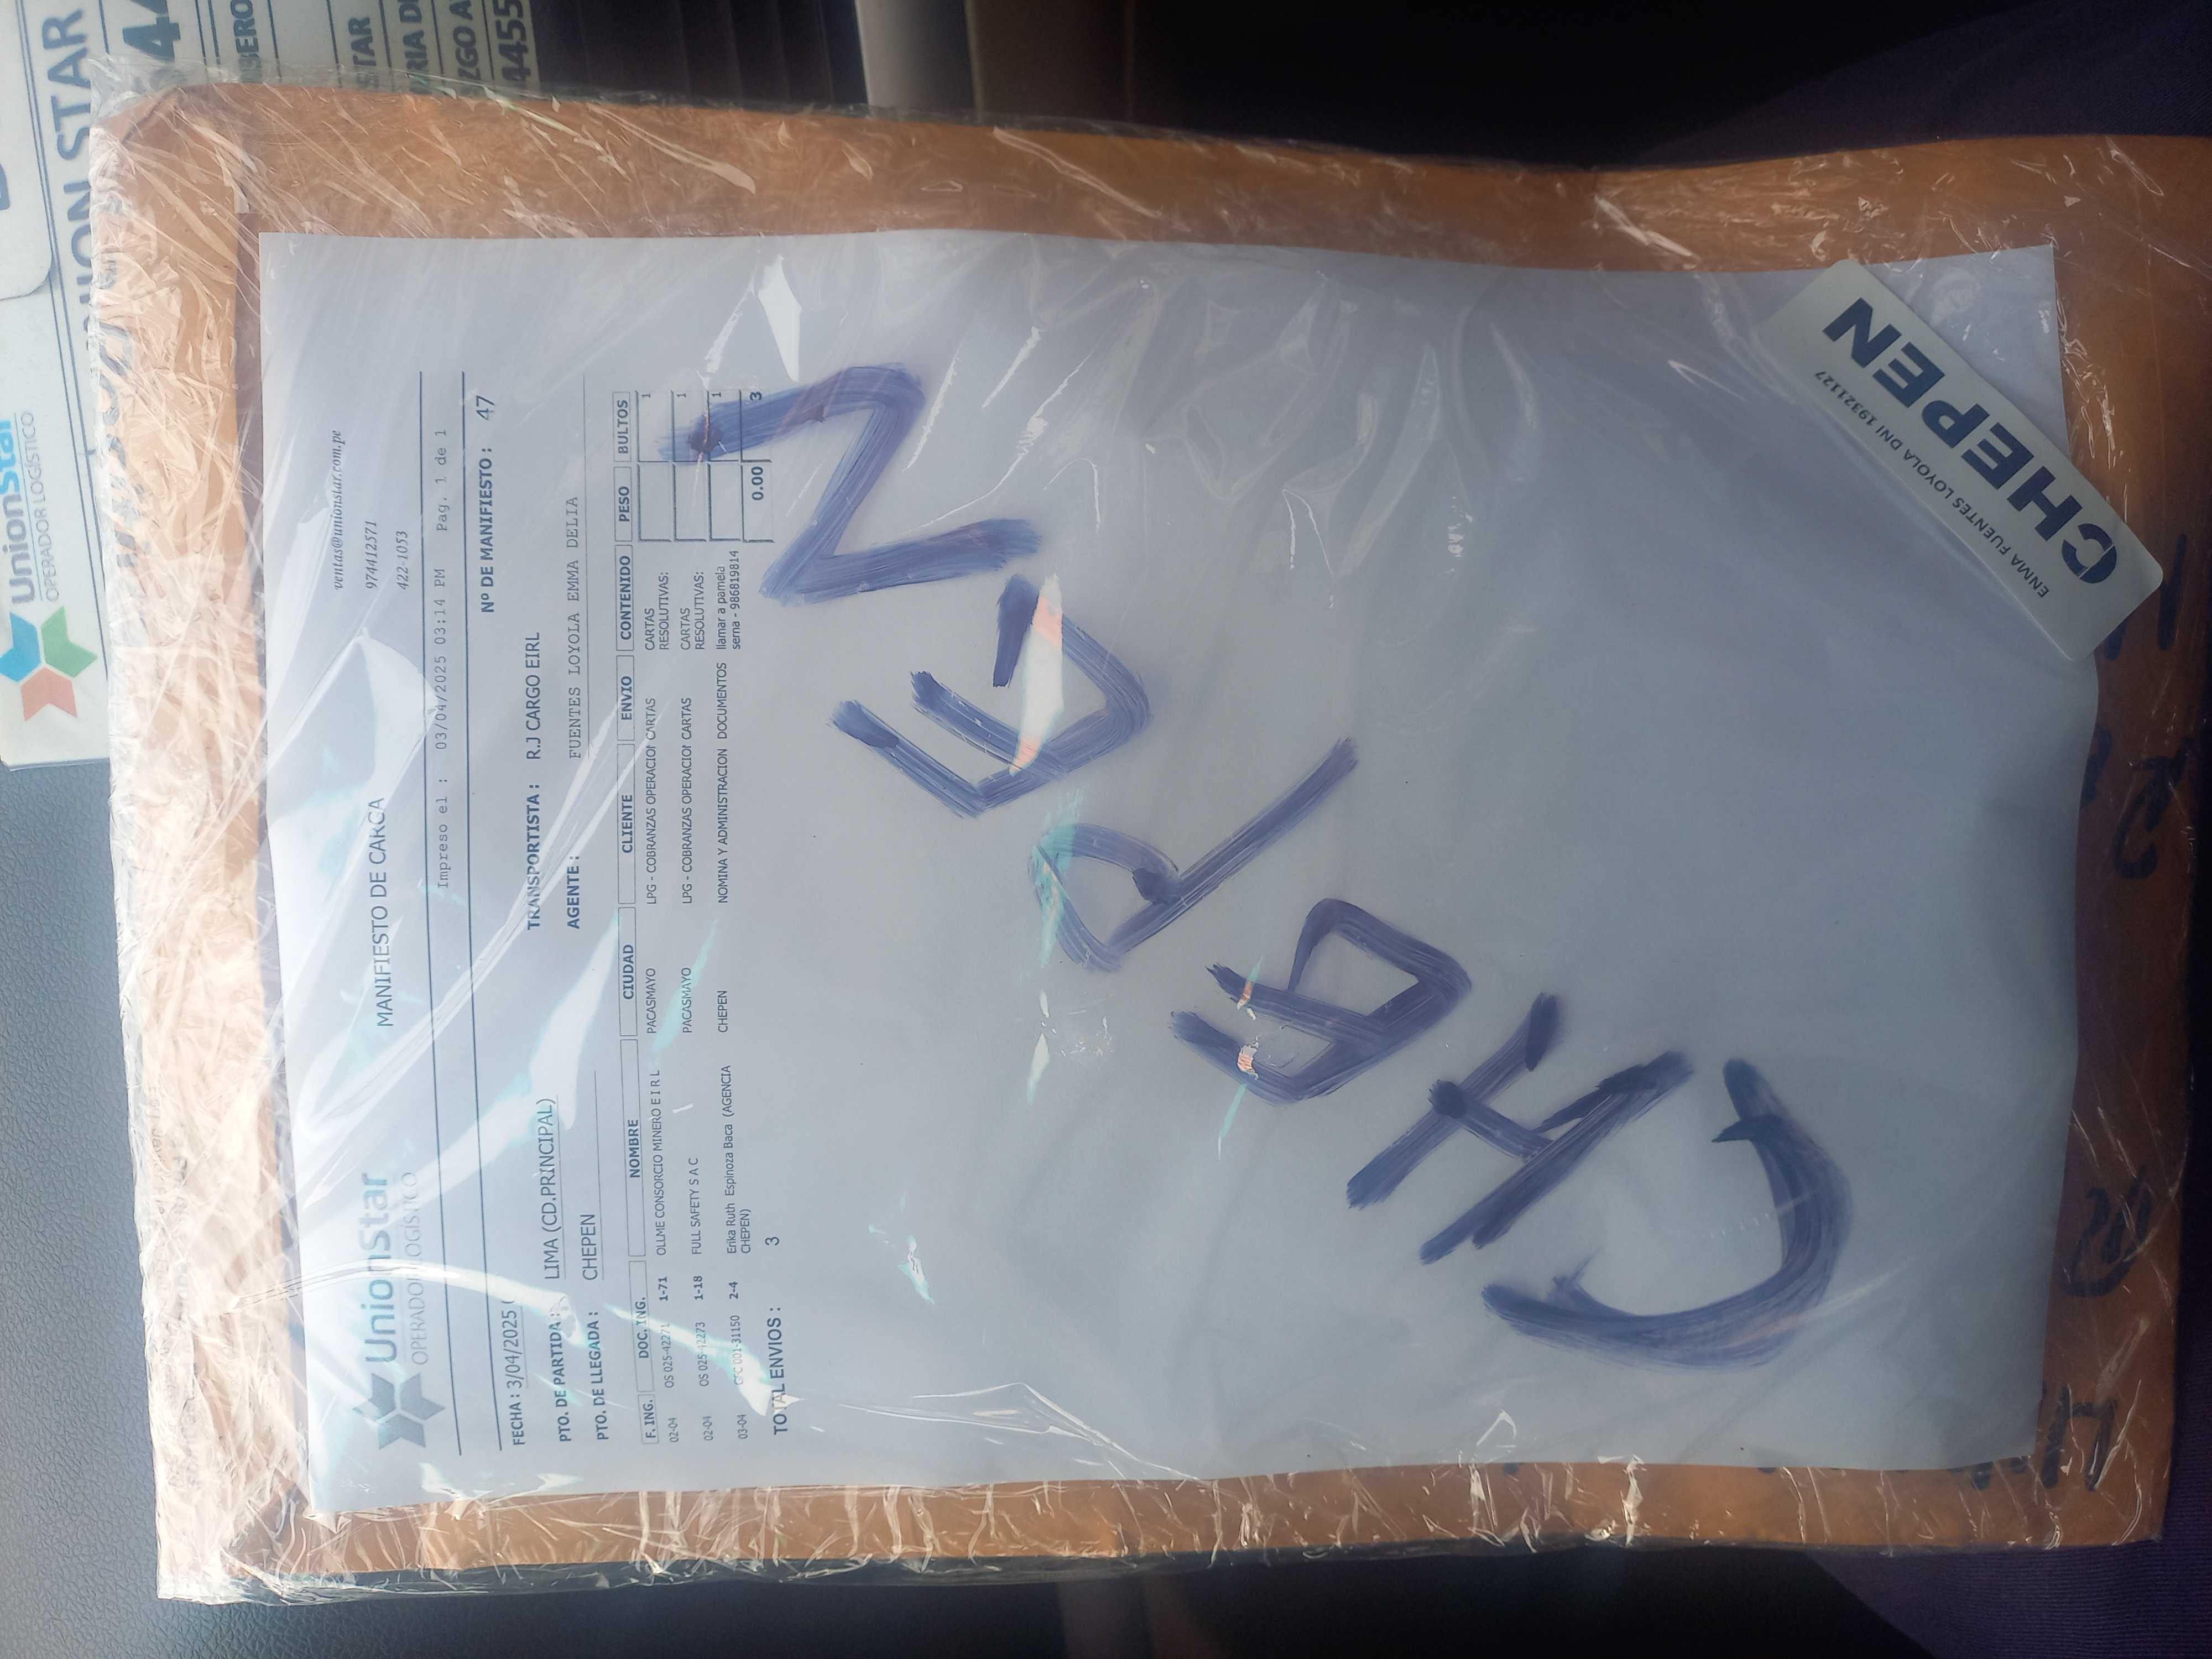 UnionStar
OPERADOR LOGÍSTICO
ventas@unionstar.com.pe
974412571
422-1053
MANIFIESTO DE CARGA
Impreso el : 03/04/2025 03:14 PM Pag. 1 de 1
Nº DE MANIFIESTO : 47
FECHA : 3/04/2025
TRANSPORTISTA : R.J CARGO EIRL
PTO. DE PARTIDA : LIMA (CD.PRINCIPAL)
AGENTE : FUENTES LOYOLA EMMA DELIA
PTO. DE LLEGADA : CHEPEN
F. ING. DOC. ING. NOMBRE CIUDAD CLIENTE ENVIO CONTENIDO PESO BULTOS
02-04 OS 025-42271 1-71 OLLME CONSORCIO MINERO E I R L PACASMAYO LPG - COBRANZAS OPERACION CARTAS CARTAS RESOLUTIVAS: 1
02-04 OS 025-42273 1-18 FULL SAFETY S A C PACASMAYO LPG - COBRANZAS OPERACION CARTAS CARTAS RESOLUTIVAS: 1
03-04 001-31150 2-4 Erika Ruth Espinoza Baca (AGENCIA CHEPEN) CHEPEN NOMINA Y ADMINISTRACION DOCUMENTOS llamar a pamela serna - 986819814 1
TOTAL ENVIOS : 3 0.00 3
CHEPEN
ENMA FUENTES LOYOLA DNI 19321127
CHEPEN
UnionStar
OPERADOR LOGÍSTICO
UNION STAR